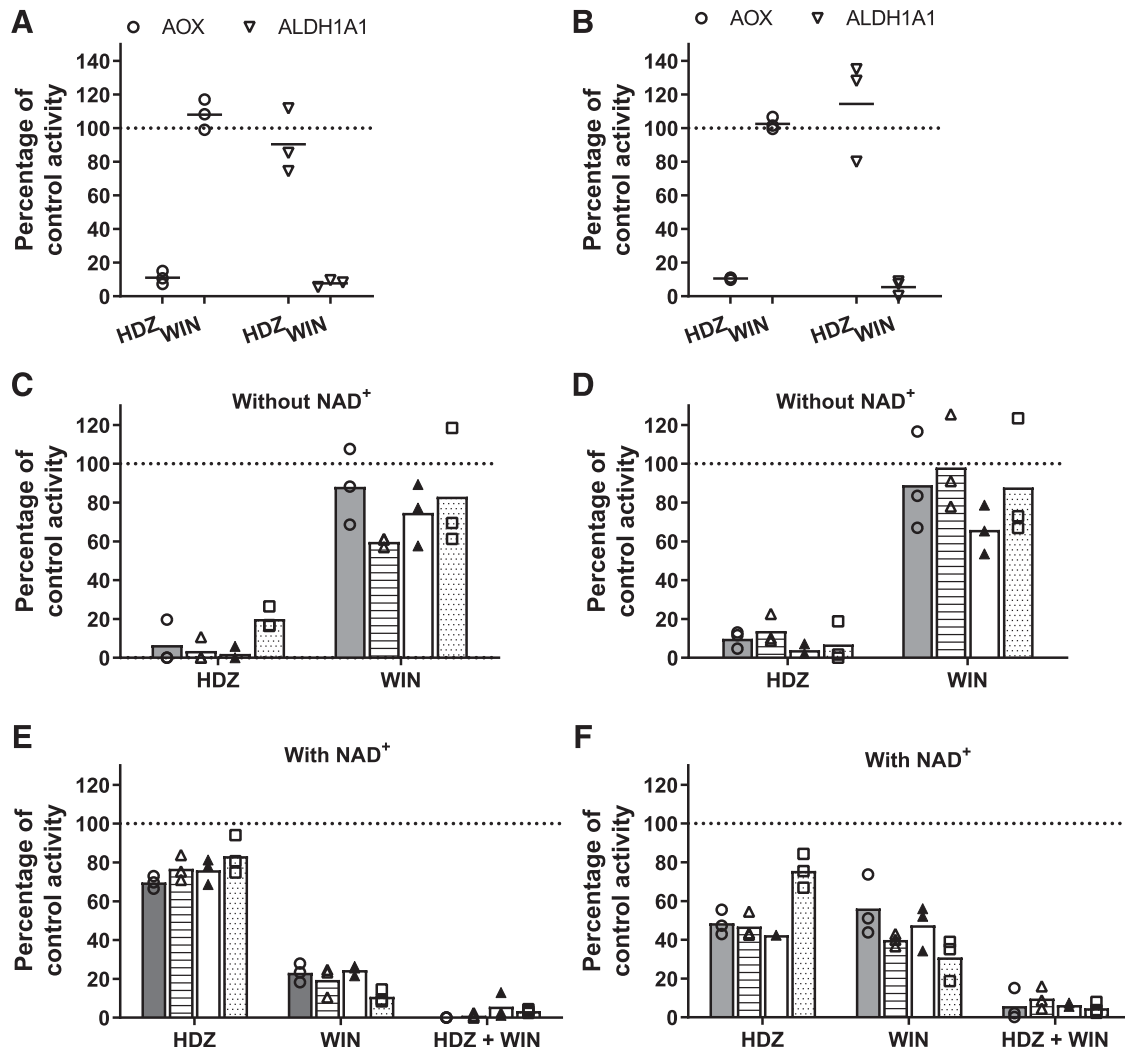 A
AOX ALDH1A1
Percentage of
control activity
140
120
100
80
60
40
20
0
HDZ WIN HDZ WIN
B
AOX ALDH1A1
Percentage of
control activity
140
120
100
80
60
40
20
0
HDZ WIN HDZ WIN
C
Without NAD+
Percentage of
control activity
120
100
80
60
40
20
0
HDZ WIN
D
Without NAD+
Percentage of
control activity
120
100
80
60
40
20
0
HDZ WIN
E
With NAD+
Percentage of
control activity
120
100
80
60
40
20
0
HDZ WIN HDZ + WIN
F
With NAD+
Percentage of
control activity
120
100
80
60
40
20
0
HDZ WIN HDZ + WIN